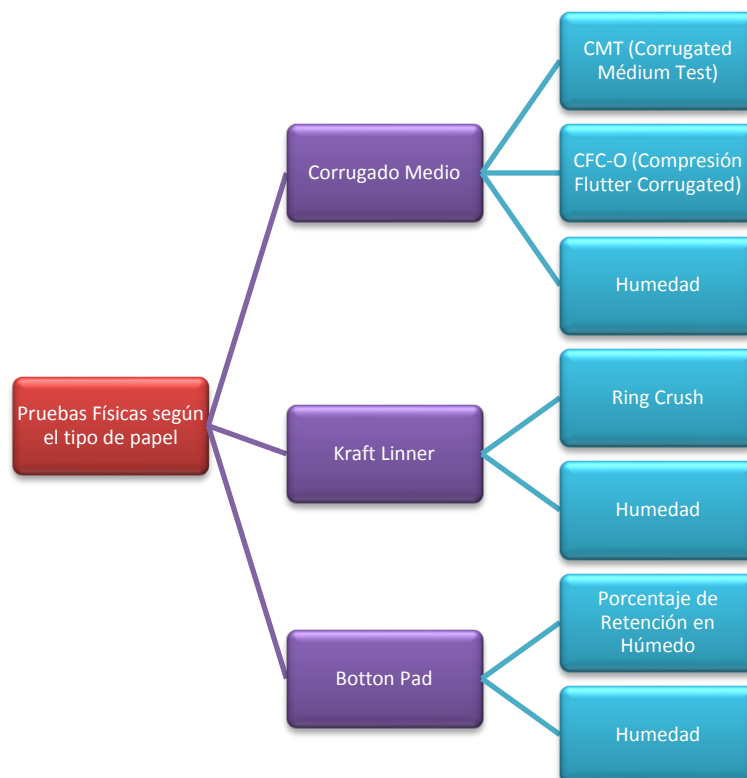 Pruebas Físicas según
el tipo de papel
Corrugado Medio
CMT (Corrugated
Médium Test)
CFC-O (Compresión
Flutter Corrugated)
Humedad
Kraft Linner
Ring Crush
Humedad
Botton Pad
Porcentaje de
Retención en
Húmedo
Humedad